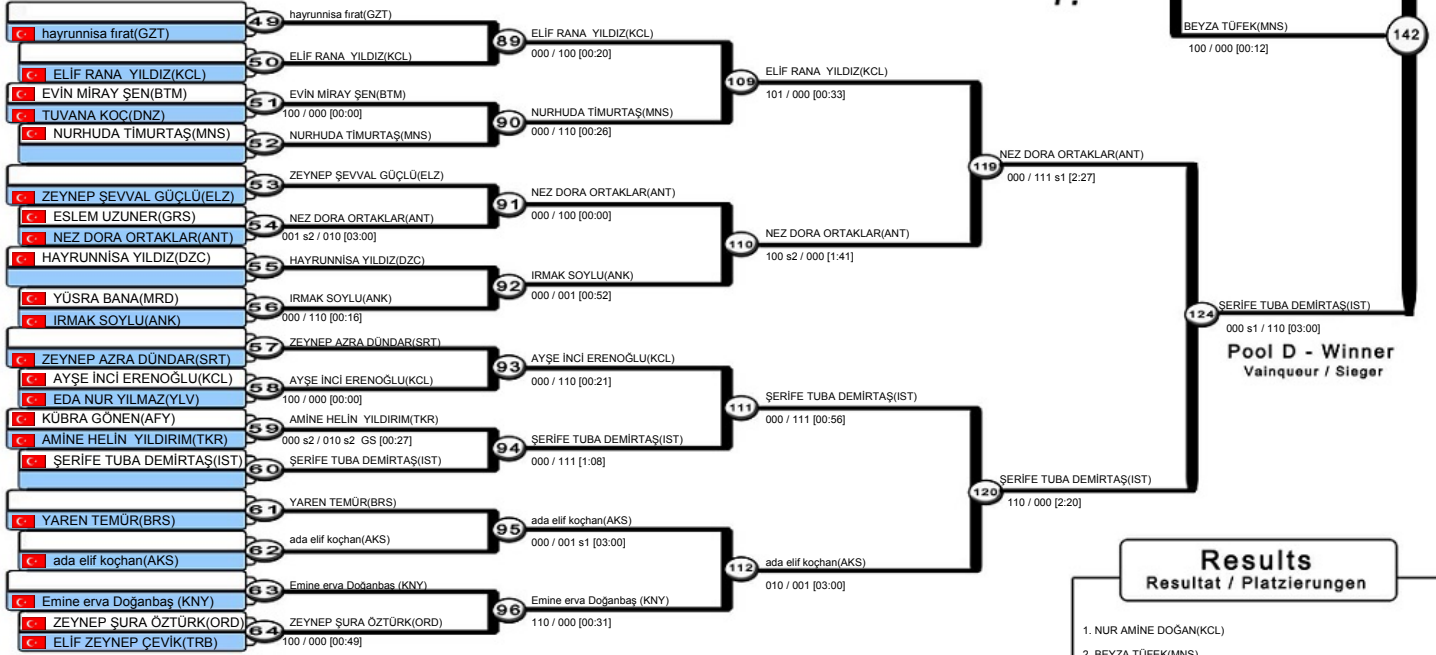 hayrunnisa fırat(GZT)
49
hayrunnisa fırat(GZT)
ELİF RANA YILDIZ(KCL)
50
ELİF RANA YILDIZ(KCL)
89
ELİF RANA YILDIZ(KCL)
000 / 100 [00:20]
EVİN MİRAY ŞEN(BTM)
TUVANA KOÇ(DNZ)
51
EVİN MİRAY ŞEN(BTM)
100 / 000 [00:00]
NURHUDA TİMURTAŞ(MNS)
52
NURHUDA TİMURTAŞ(MNS)
90
NURHUDA TİMURTAŞ(MNS)
000 / 110 [00:26]
109
ELİF RANA YILDIZ(KCL)
101 / 000 [00:33]
ZEYNEP ŞEVVAL GÜÇLÜ(ELZ)
53
ZEYNEP ŞEVVAL GÜÇLÜ(ELZ)
ESLEM UZUNER(GRS)
NEZ DORA ORTAKLAR(ANT)
54
NEZ DORA ORTAKLAR(ANT)
001 s2 / 010 [03:00]
91
NEZ DORA ORTAKLAR(ANT)
000 / 100 [00:00]
HAYRUNNİSA YILDIZ(DZC)
55
HAYRUNNİSA YILDIZ(DZC)
YÜSRA BANA(MRD)
IRMAK SOYLU(ANK)
56
IRMAK SOYLU(ANK)
000 / 110 [00:16]
92
IRMAK SOYLU(ANK)
000 / 001 [00:52]
110
NEZ DORA ORTAKLAR(ANT)
100 s2 / 000 [1:41]
119
NEZ DORA ORTAKLAR(ANT)
000 / 111 s1 [2:27]
ZEYNEP AZRA DÜNDAR(SRT)
57
ZEYNEP AZRA DÜNDAR(SRT)
AYŞE İNCİ ERENOĞLU(KCL)
EDA NUR YILMAZ(YLV)
58
AYŞE İNCİ ERENOĞLU(KCL)
100 / 000 [00:00]
93
AYŞE İNCİ ERENOĞLU(KCL)
000 / 110 [00:21]
KÜBRA GÖNEN(AFY)
AMİNE HELİN YILDIRIM(TKR)
59
AMİNE HELİN YILDIRIM(TKR)
000 s2 / 010 s2 GS [00:27]
ŞERİFE TUBA DEMİRTAŞ(IST)
60
ŞERİFE TUBA DEMİRTAŞ(IST)
94
ŞERİFE TUBA DEMİRTAŞ(IST)
000 / 111 [1:08]
111
ŞERİFE TUBA DEMİRTAŞ(IST)
000 / 111 [00:56]
YAREN TEMÜR(BRS)
61
YAREN TEMÜR(BRS)
ada elif koçhan(AKS)
62
ada elif koçhan(AKS)
95
ada elif koçhan(AKS)
000 / 001 s1 [03:00]
Emine erva Doğanbaş (KNY)
63
Emine erva Doğanbaş (KNY)
ZEYNEP ŞURA ÖZTÜRK(ORD)
ELİF ZEYNEP ÇEVİK(TRB)
64
ZEYNEP ŞURA ÖZTÜRK(ORD)
100 / 000 [00:49]
96
Emine erva Doğanbaş (KNY)
110 / 000 [00:31]
112
ada elif koçhan(AKS)
010 / 001 [03:00]
120
ŞERİFE TUBA DEMİRTAŞ(IST)
110 / 000 [2:20]
124
ŞERİFE TUBA DEMİRTAŞ(IST)
000 s1 / 110 [03:00]
Pool D - Winner
Vainqueur / Sieger
BEYZA TÜFEK(MNS)
100 / 000 [00:12]
142
Results
Resultat / Platzierungen
1. NUR AMİNE DOĞAN(KCL)
2. BEYZA TÜFEK(MNS)